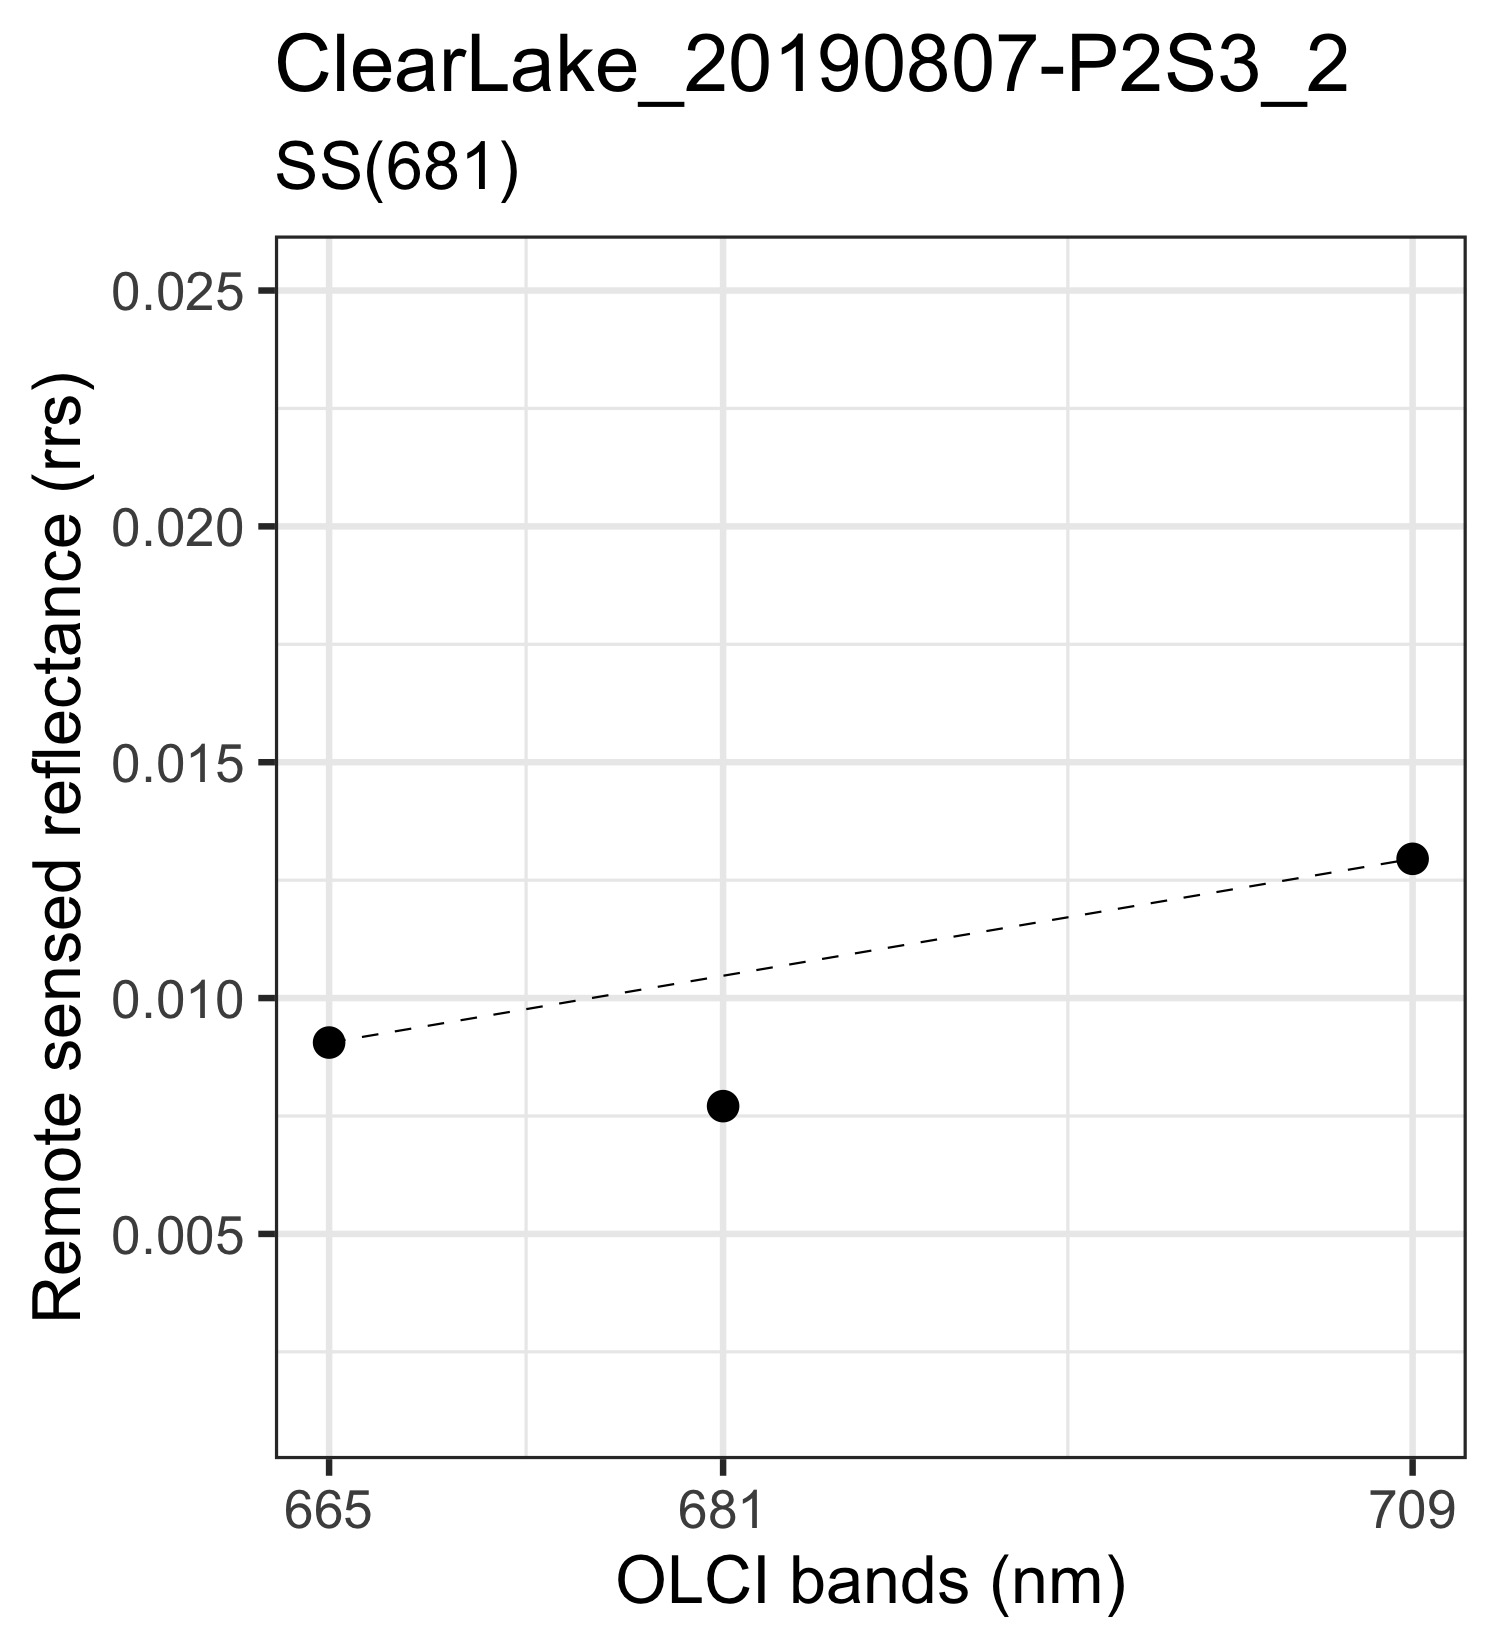 ClearLake_20190807-P2S3_2
SS(681)
Remote sensed reflectance (rrs)
0.025
0.020
0.015
0.010
0.005
665
681
709
OLCI bands (nm)